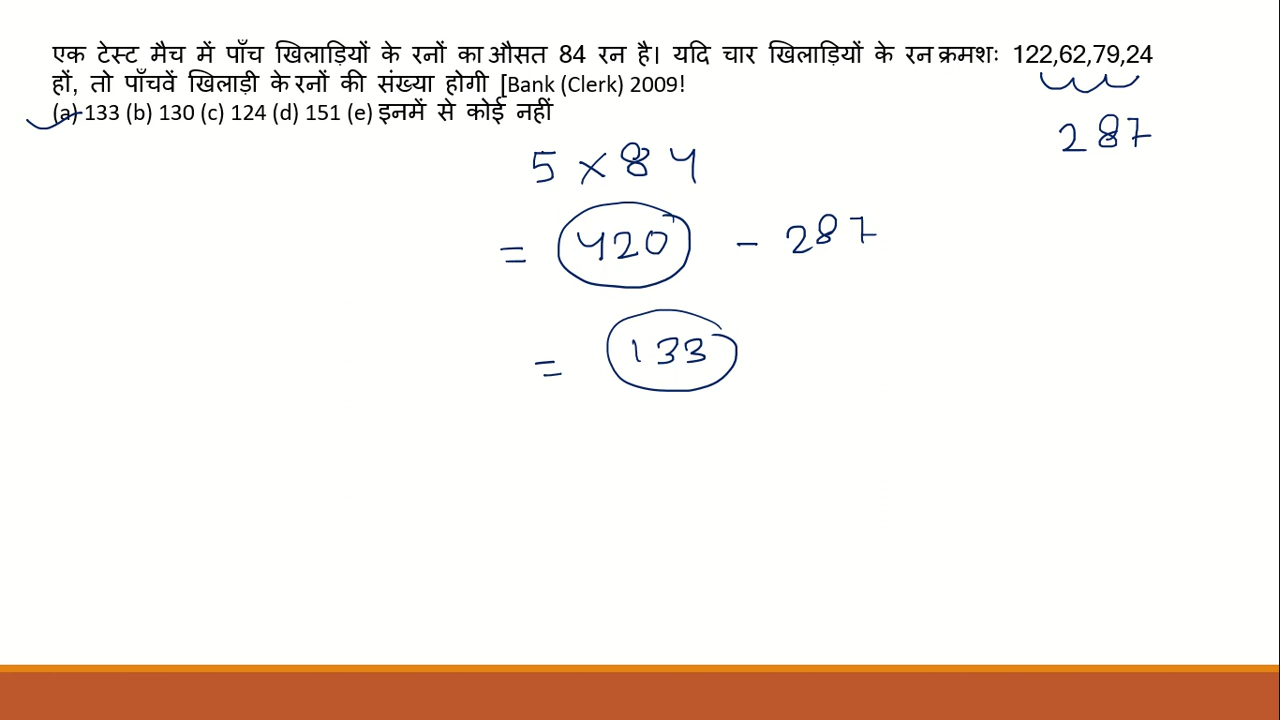 एक टेस्ट मैच में पाँच खिलाड़ियों के रनों का औसत 84 रन है। यदि चार खिलाड़ियों के रन क्रमशः 122,62,79,24
हों, तो पाँचवें खिलाड़ी के रनों की संख्या होगी [Bank (Clerk) 2009!
(a) 133 (b) 130 (c) 124 (d) 151 (e) इनमें से कोई नहीं
287
5 × 84
= 420 - 287
= 133